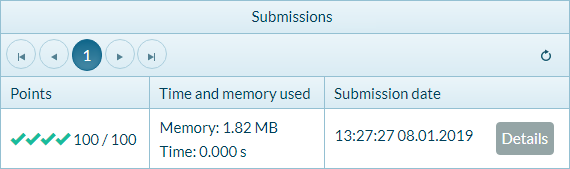 Submissions
1
Points Time and memory used Submission date
100 / 100 Memory: 1.82 MB 13:27:27 08.01.2019 Details
Time: 0.000 s